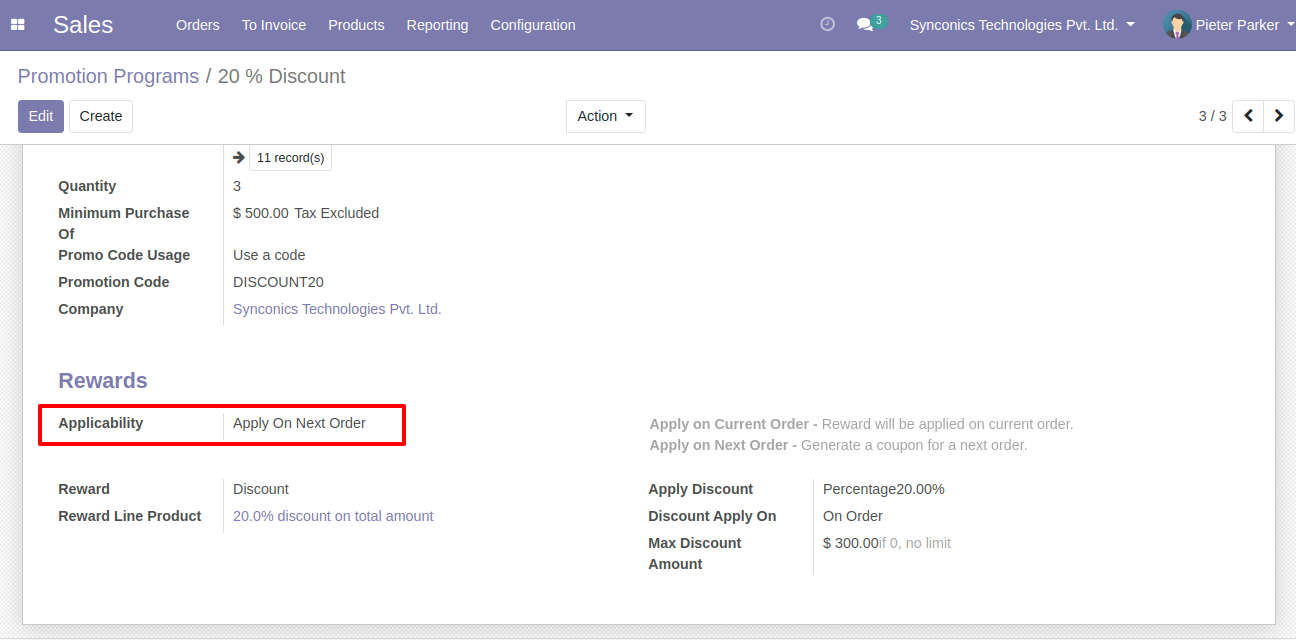 Sales Orders To Invoice Products Reporting Configuration 3 Synconics Technologies Pvt. Ltd. Pieter Parker
Promotion Programs / 20 % Discount
Edit Create Action 3 / 3
11 record(s)
Quantity 3
Minimum Purchase Of $ 500.00 Tax Excluded
Promo Code Usage Use a code
Promotion Code DISCOUNT20
Company Synconics Technologies Pvt. Ltd.
Rewards
Applicability Apply On Next Order
Apply on Current Order - Reward will be applied on current order.
Apply on Next Order - Generate a coupon for a next order.
Reward Discount
Reward Line Product 20.0% discount on total amount
Apply Discount Percentage20.00%
Discount Apply On On Order
Max Discount Amount $ 300.00if 0, no limit